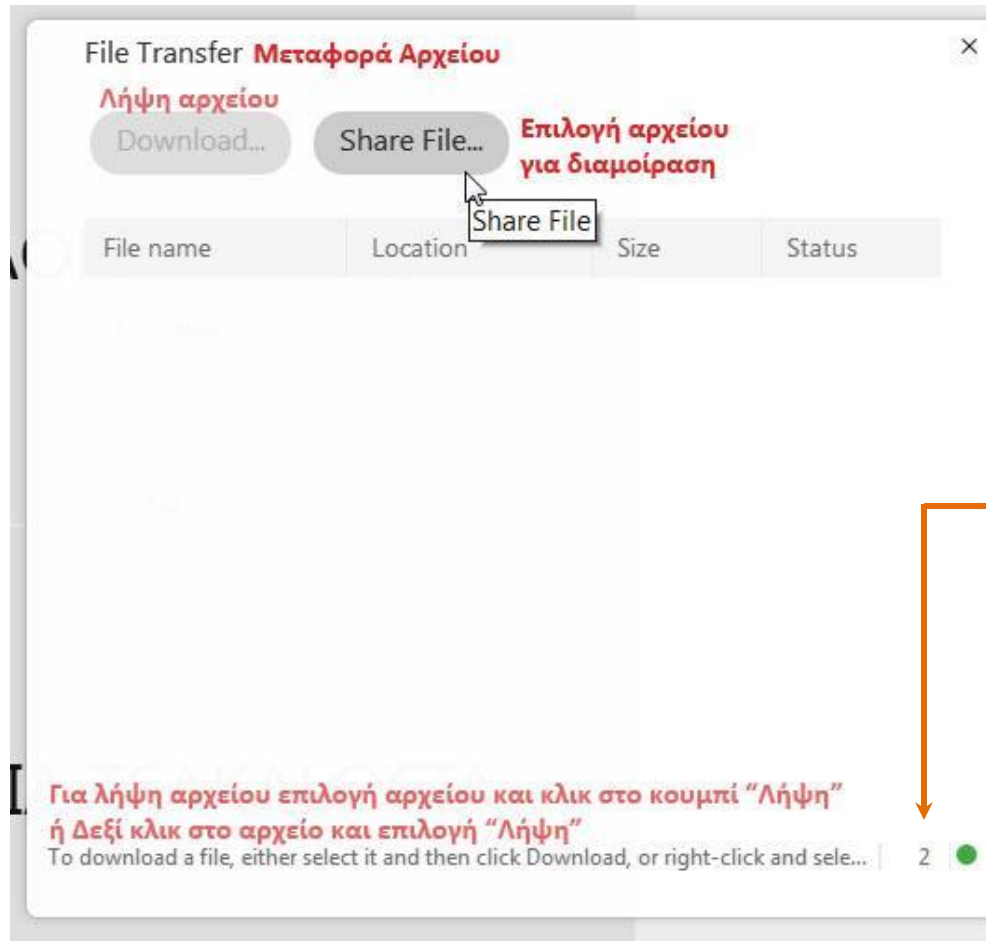 File Transfer Μεταφορά Αρχείου
Λήψη αρχείου
Download... Share File... Επιλογή αρχείου
για διαμοίραση
Share File
File name Location Size Status
Για λήψη αρχείου επιλογή αρχείου και κλικ στο κουμπί “Λήψη”
ή Δεξί κλικ στο αρχείο και επιλογή “Λήψη”
To download a file, either select it and then click Download, or right-click and sele... 2